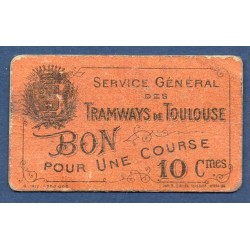 SERVICE GÉNÉRAL
DES
TRAMWAYS DE TOULOUSE
BON
POUR UNE COURSE
10 Cmes